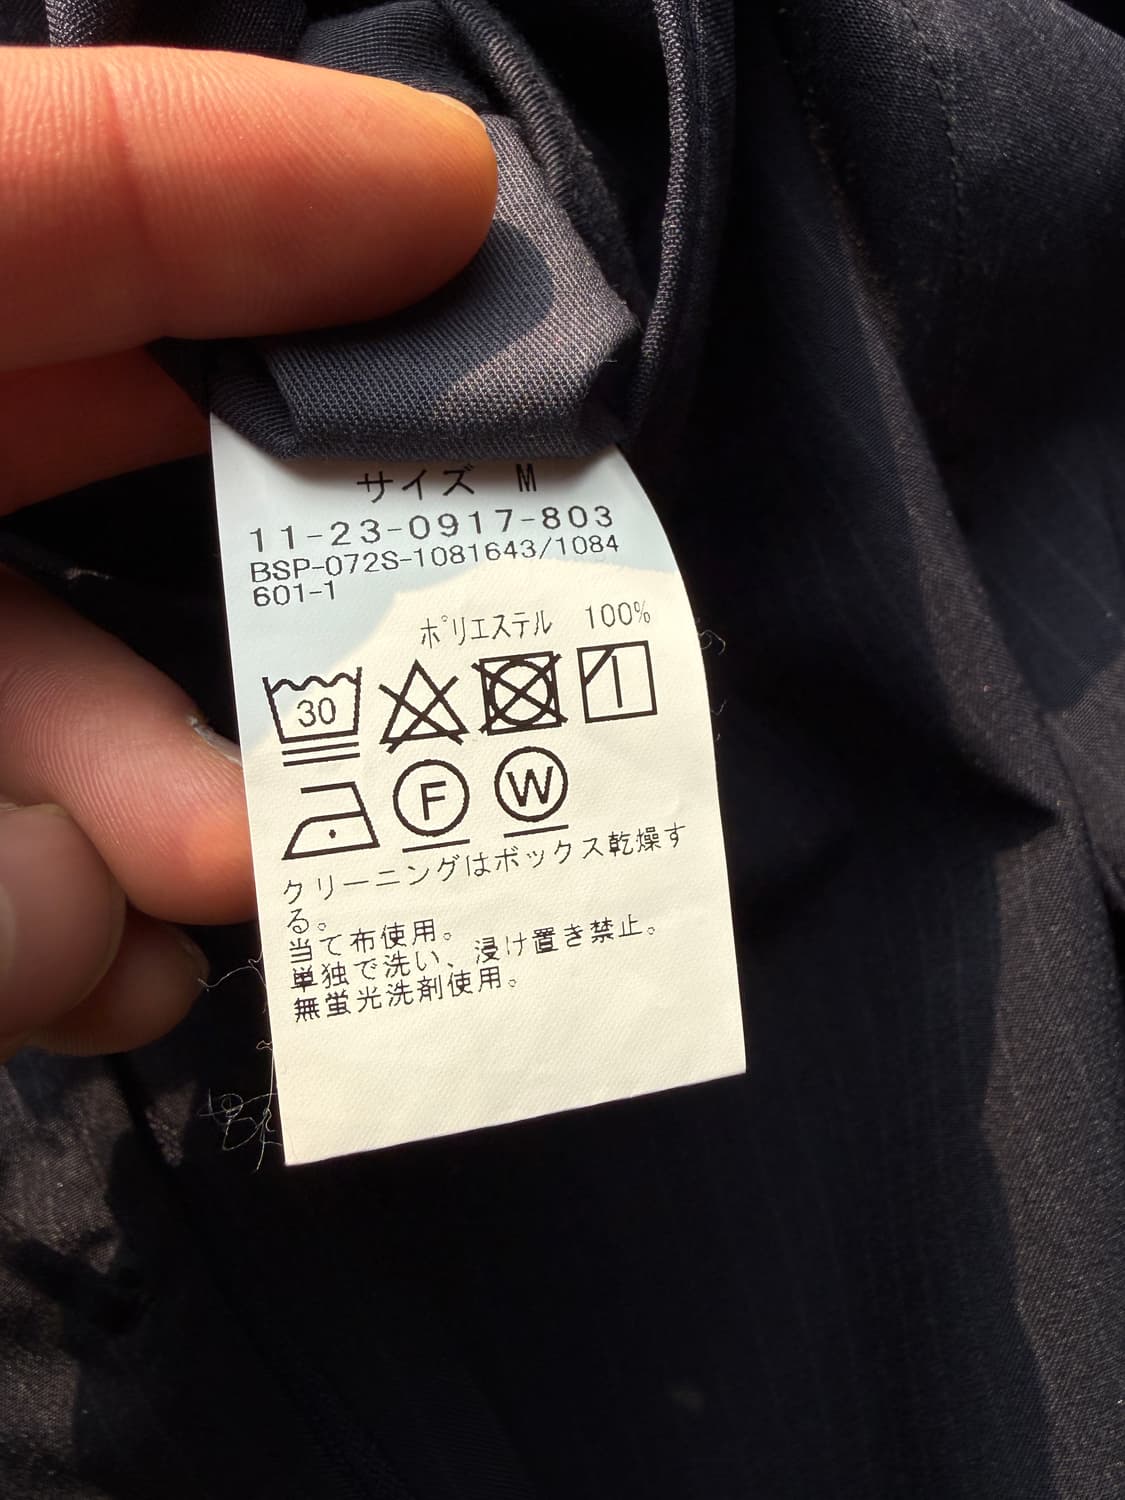 サイズ M
11-23-0917-803
BSP-072S-1081643/1084
601-1
ポリエステル 100%
30
F W
クリーニングはボックス乾燥す
る。
当て布使用。
単独で洗い、浸け置き禁止。
無蛍光洗剤使用。